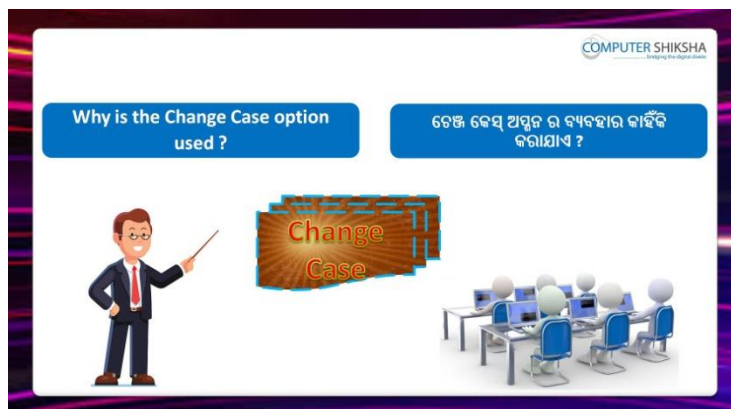 COMPUTER SHIKSHA
bridging the digital divide
Why is the Change Case option
used ?
ଚେଞ୍ଜ କେସ୍ ଅପ୍ସନ ର ବ୍ୟବହାର କାହିଁକି
କରାଯାଏ ?
Change
Case